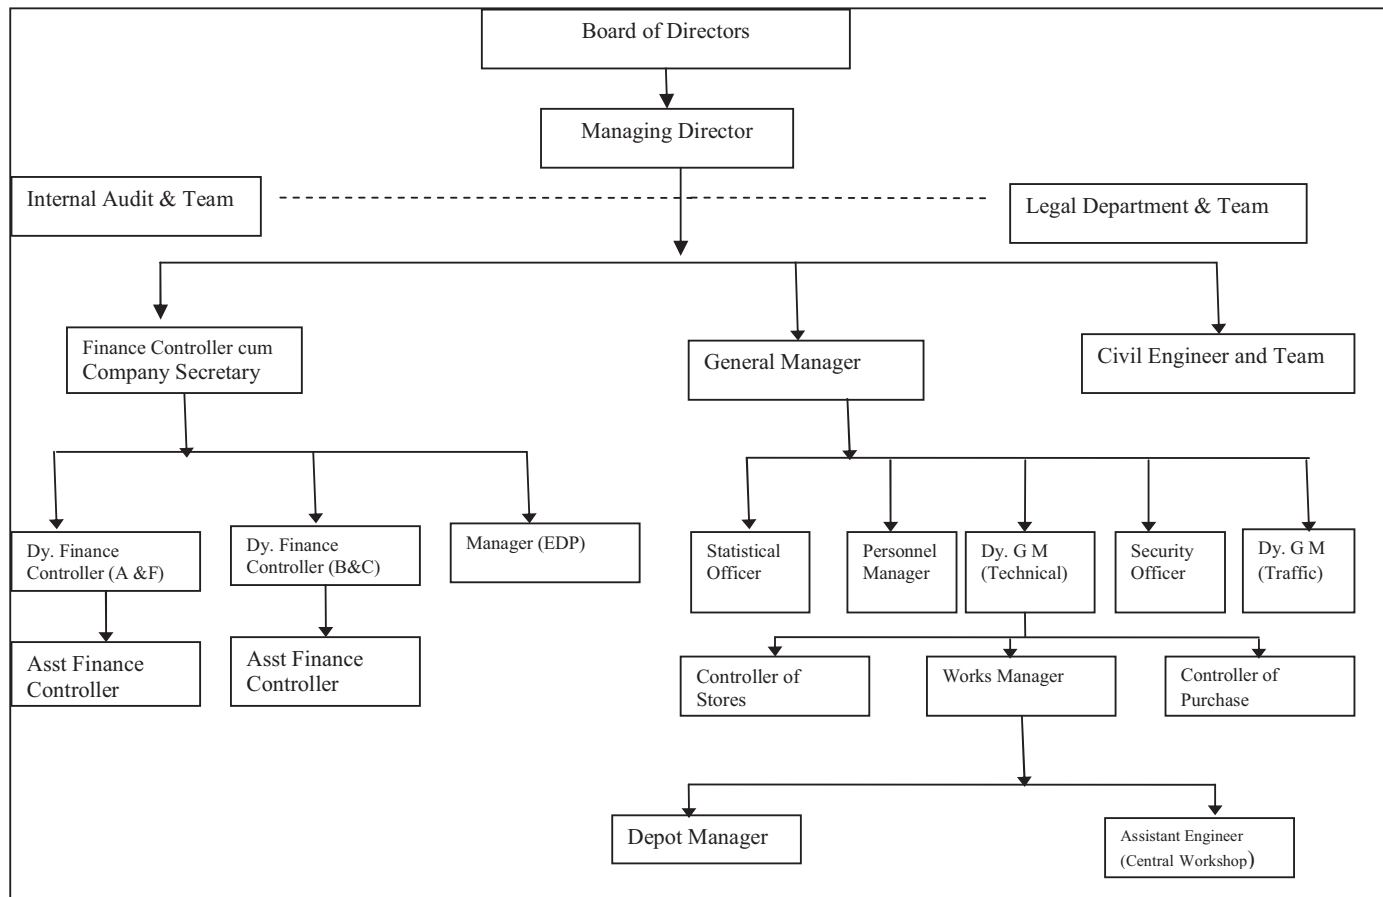 Board of Directors
Managing Director
Internal Audit & Team
Legal Department & Team
Finance Controller cum
Company Secretary
General Manager
Civil Engineer and Team
Dy. Finance
Controller (A &F)
Dy. Finance
Controller (B&C)
Manager (EDP)
Statistical
Officer
Personnel
Manager
Dy. G M
(Technical)
Security
Officer
Dy. G M
(Traffic)
Asst Finance
Controller
Asst Finance
Controller
Controller of
Stores
Works Manager
Controller of
Purchase
Depot Manager
Assistant Engineer
(Central Workshop)